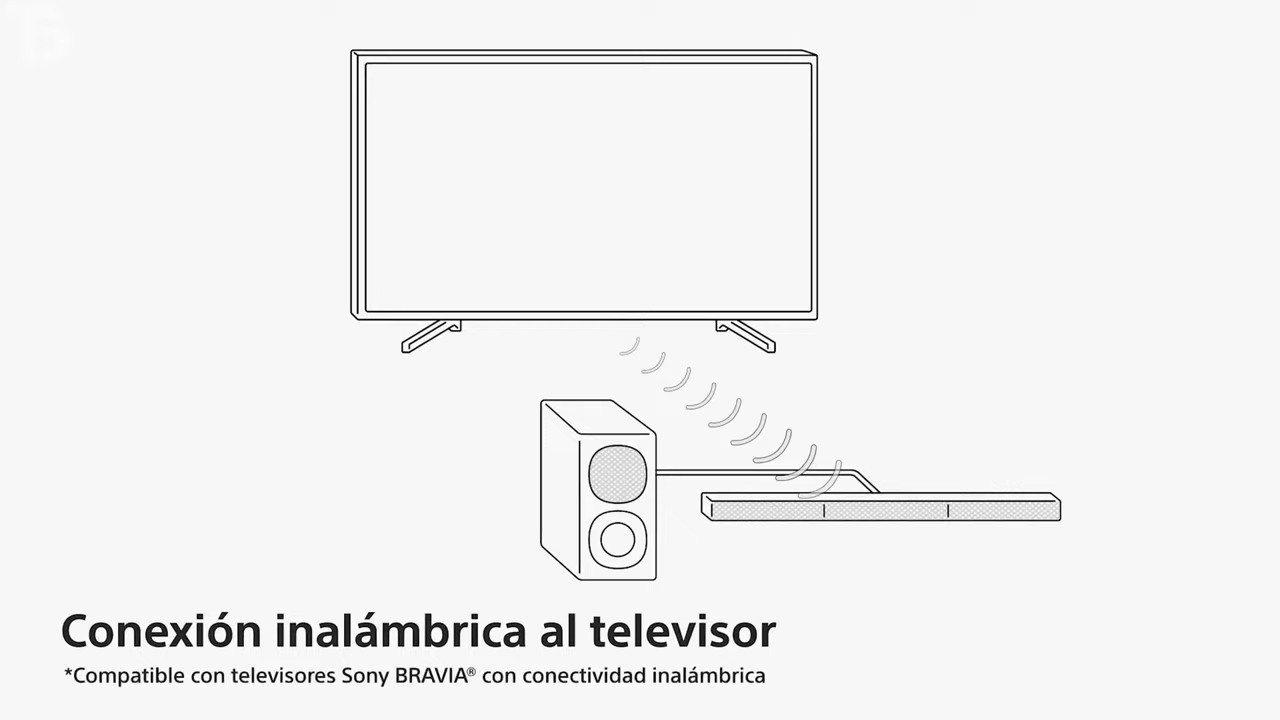 Conexión inalámbrica al televisor
*Compatible con televisores Sony BRAVIA® con conectividad inalámbrica